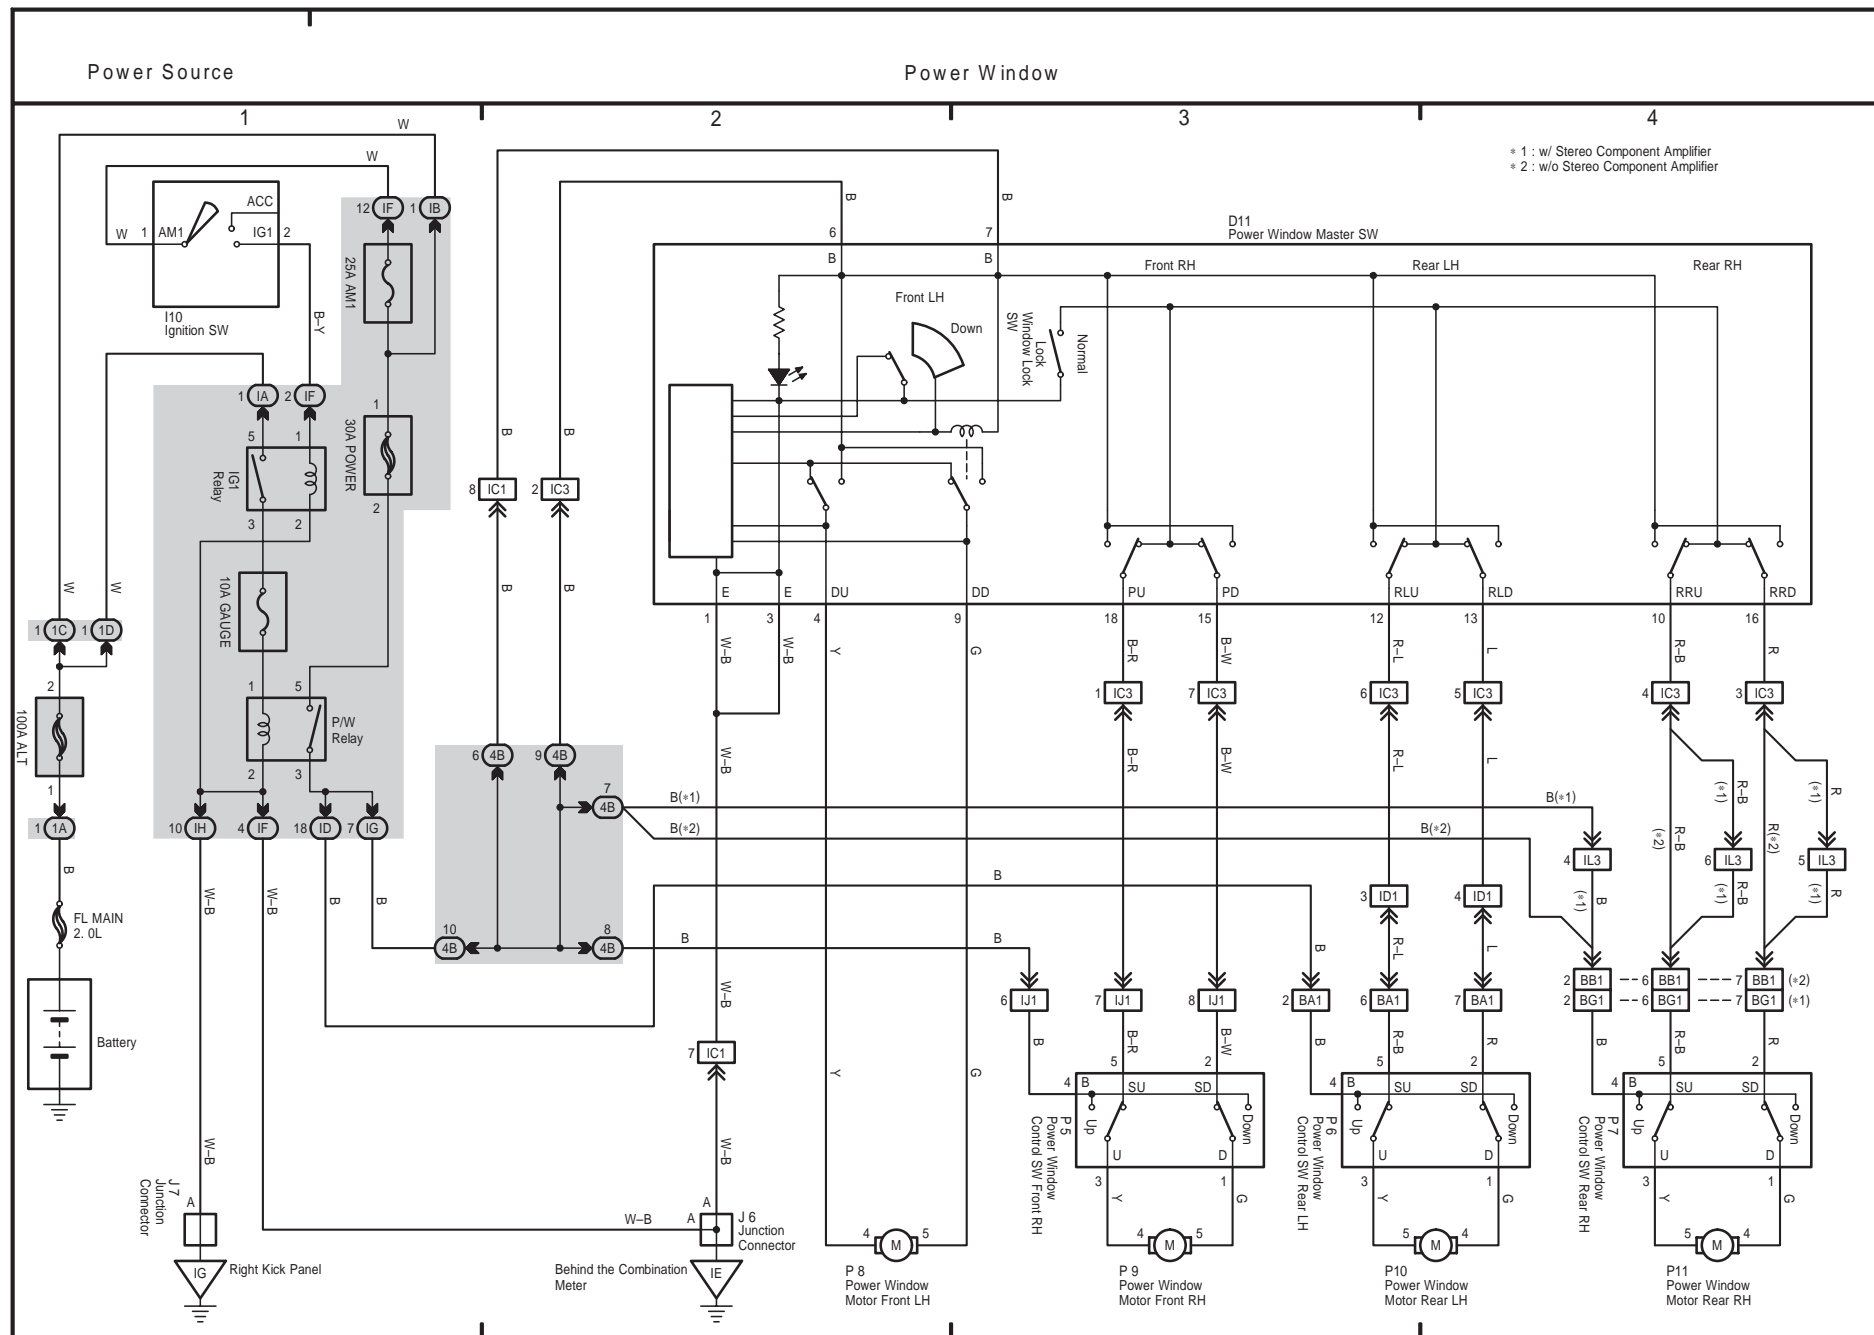 Power Source
Power Window
1
2
3
4
∗ 1 : w/ Stereo Component Amplifier
∗ 2 : w/o Stereo Component Amplifier
W
W
W
1
AM1
ACC
IG1
2
I10
Ignition SW
B–Y
12
IF
1
IB
25A AM1
1
30A POWER
2
1
IA
2
IF
5
1
IG1
Relay
3
2
10A GAUGE
1
5
P/W
Relay
2
3
10
IH
4
IF
18
ID
7
IG
W
W
1
1C
1
1D
2
100A ALT
1
1
1A
B
FL MAIN
2. 0L
Battery
W–B
W–B
B
B
W–B
J 7
Junction
Connector
A
IG
Right Kick Panel
B
B
8
IC1
2
IC3
B
B
6
4B
9
4B
7
4B
10
4B
8
4B
B
B
6
7
D11
Power Window Master SW
B
B
Front LH
Down
Window Lock
SW
Lock
Normal
Front RH
Rear LH
Rear RH
E
E
DU
DD
PU
PD
RLU
RLD
RRU
RRD
1
3
4
9
18
15
12
13
10
16
W–B
W–B
Y
G
B–R
B–W
R–L
L
R–B
R
1
IC3
7
IC3
6
IC3
5
IC3
4
IC3
3
IC3
W–B
B–R
B–W
R–L
L
B(∗1)
B(∗1)
B(∗2)
B(∗2)
R–B
(∗1)
R
(∗1)
R–B
(∗2)
R(∗2)
4
IL3
6
IL3
5
IL3
B
(∗1)
R–B
(∗1)
R
(∗1)
B
3
ID1
4
ID1
B
B
B
R–L
L
W–B
6
IJ1
7
IJ1
8
IJ1
2
BA1
6
BA1
7
BA1
2
BB1
6
BB1
7
BB1
(∗2)
2
BG1
6
BG1
7
BG1
(∗1)
7
IC1
B
B–R
B–W
B
R–B
R
B
R–B
R
Y
G
5
2
5
2
5
2
4
B
SU
SD
Up
Down
U
D
P 5
Power Window
Control SW Front RH
4
B
SU
SD
Up
Down
U
D
P 6
Power Window
Control SW Rear LH
4
B
SU
SD
Up
Down
U
D
P 7
Power Window
Control SW Rear RH
3
1
3
1
3
1
Y
G
Y
G
Y
G
W–B
A
W–B
A
J 6
Junction
Connector
Behind the Combination
Meter
IE
4
M
5
P 8
Power Window
Motor Front LH
4
M
5
P 9
Power Window
Motor Front RH
5
M
4
P10
Power Window
Motor Rear LH
5
M
4
P11
Power Window
Motor Rear RH